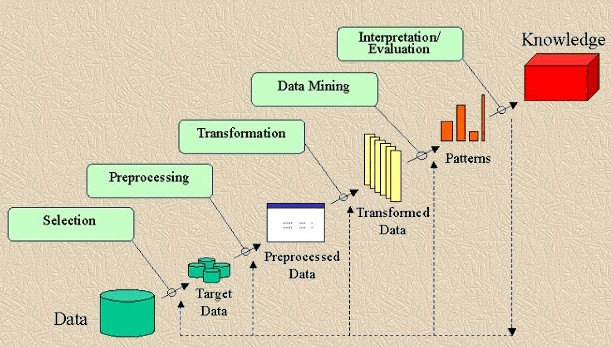 Interpretation/
Evaluation
Knowledge
Data Mining
Transformation
Patterns
Preprocessing
Transformed
Data
Selection
Preprocessed
Data
Target
Data
Data